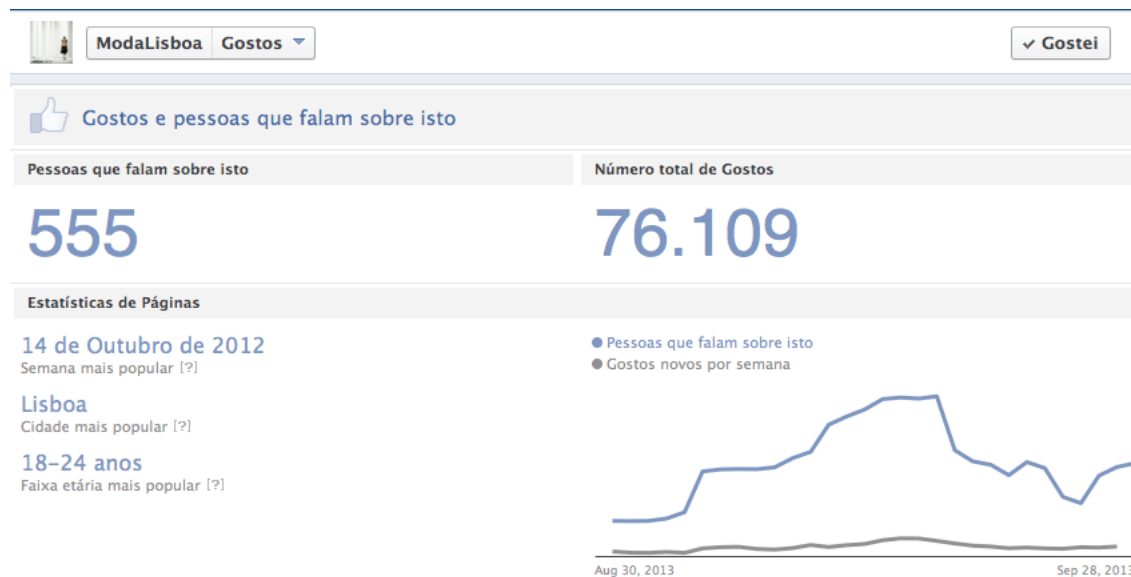 ModaLisboa Gostos
Gostei
Gostos e pessoas que falam sobre isto
Pessoas que falam sobre isto
Número total de Gostos
555
76.109
Estatísticas de Páginas
14 de Outubro de 2012
Semana mais popular [?]
Lisboa
Cidade mais popular [?]
18–24 anos
Faixa etária mais popular [?]
Pessoas que falam sobre isto
Gostos novos por semana
Aug 30, 2013
Sep 28, 2013